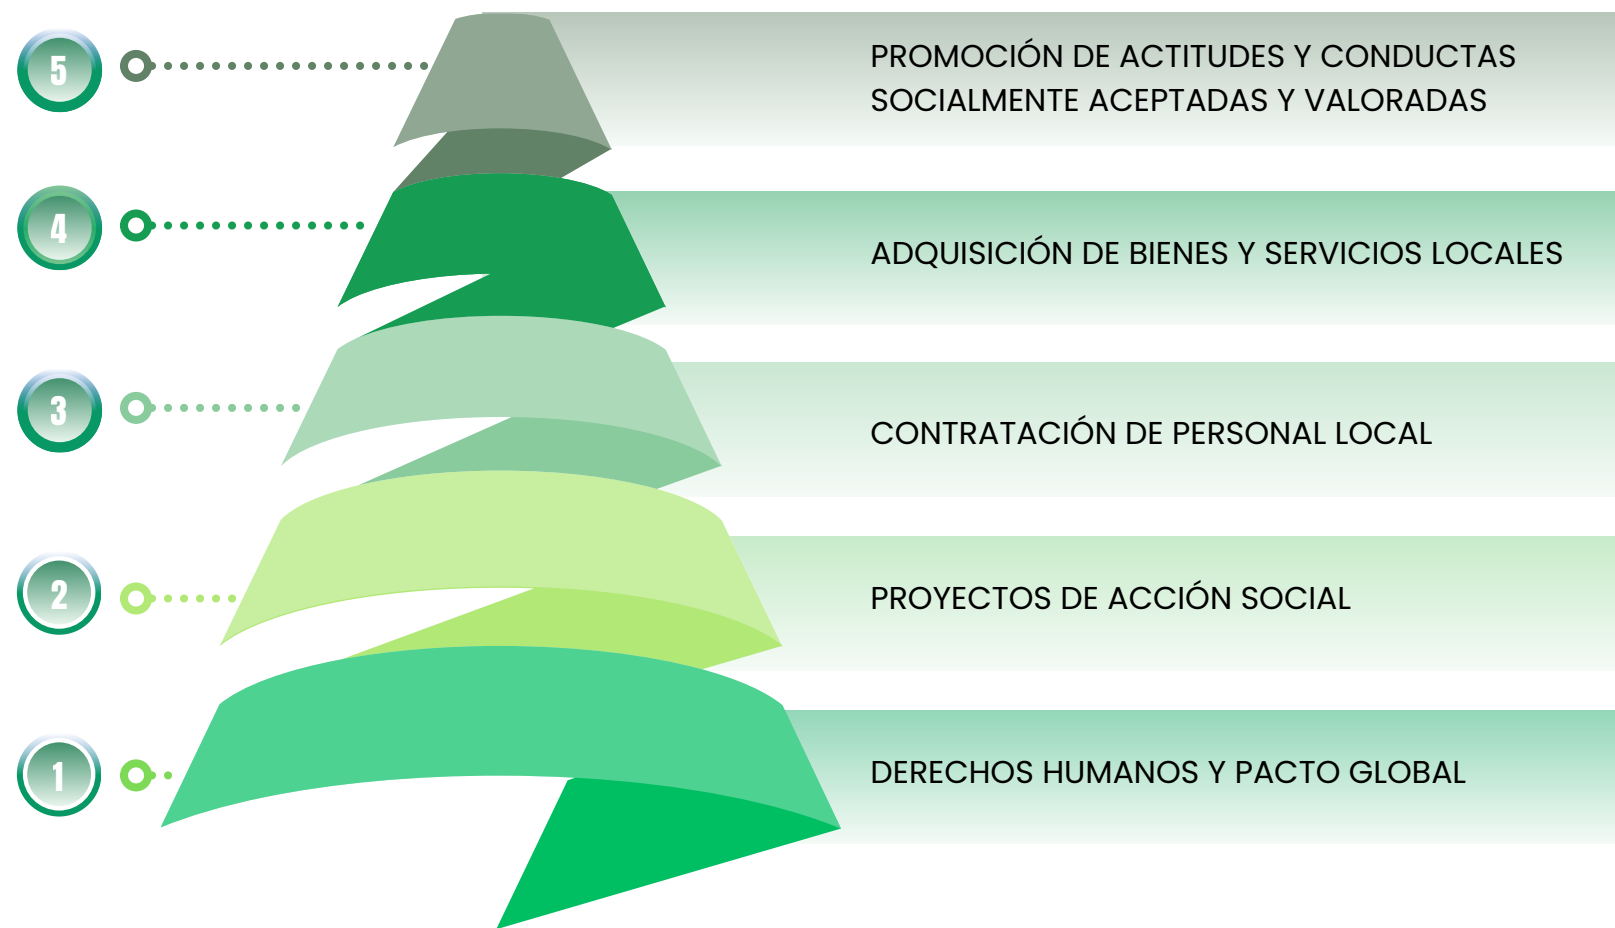 5
PROMOCIÓN DE ACTITUDES Y CONDUCTAS
SOCIALMENTE ACEPTADAS Y VALORADAS
4
ADQUISICIÓN DE BIENES Y SERVICIOS LOCALES
3
CONTRATACIÓN DE PERSONAL LOCAL
2
PROYECTOS DE ACCIÓN SOCIAL
1
DERECHOS HUMANOS Y PACTO GLOBAL